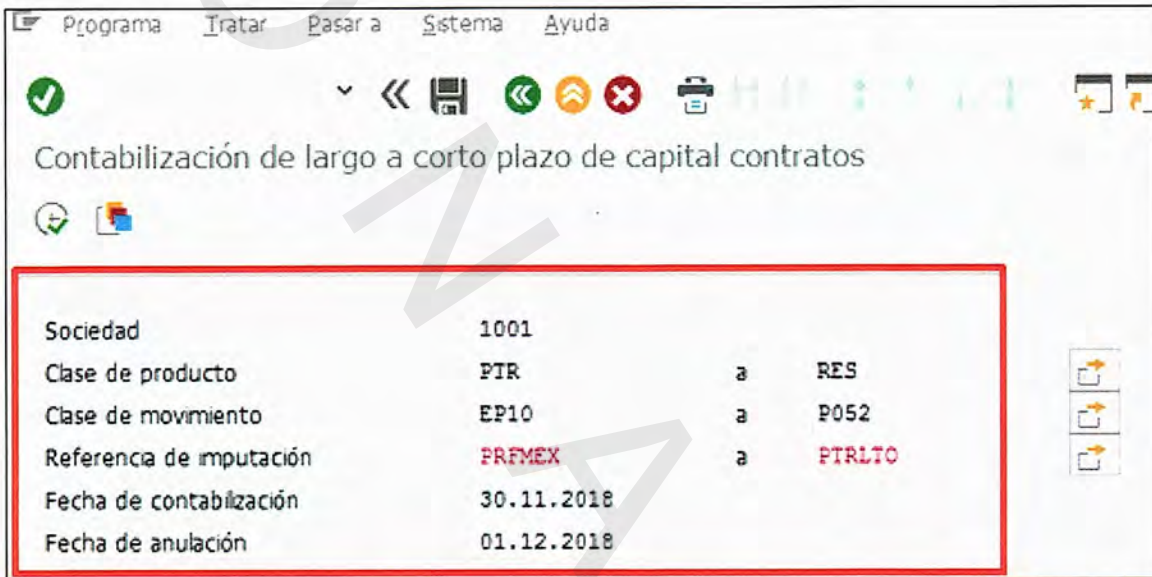 Programa Tratar Pasar a Sistema Ayuda
Contabilización de largo a corto plazo de capital contratos
Sociedad 1001
Clase de producto PTR a RES
Clase de movimiento EP10 a P052
Referencia de imputación PRFMEX a PTRLTO
Fecha de contabilización 30.11.2018
Fecha de anulación 01.12.2018